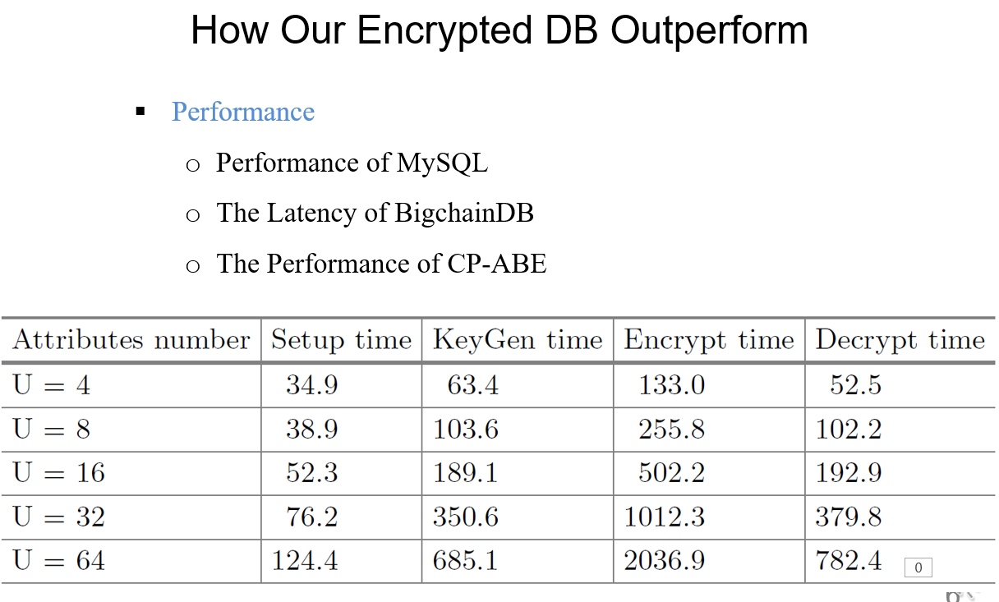 How Our Encrypted DB Outperform
▪ Performance
o Performance of MySQL
o The Latency of BigchainDB
o The Performance of CP-ABE
Attributes number Setup time KeyGen time Encrypt time Decrypt time
U = 4 34.9 63.4 133.0 52.5
U = 8 38.9 103.6 255.8 102.2
U = 16 52.3 189.1 502.2 192.9
U = 32 76.2 350.6 1012.3 379.8
U = 64 124.4 685.1 2036.9 782.4
0